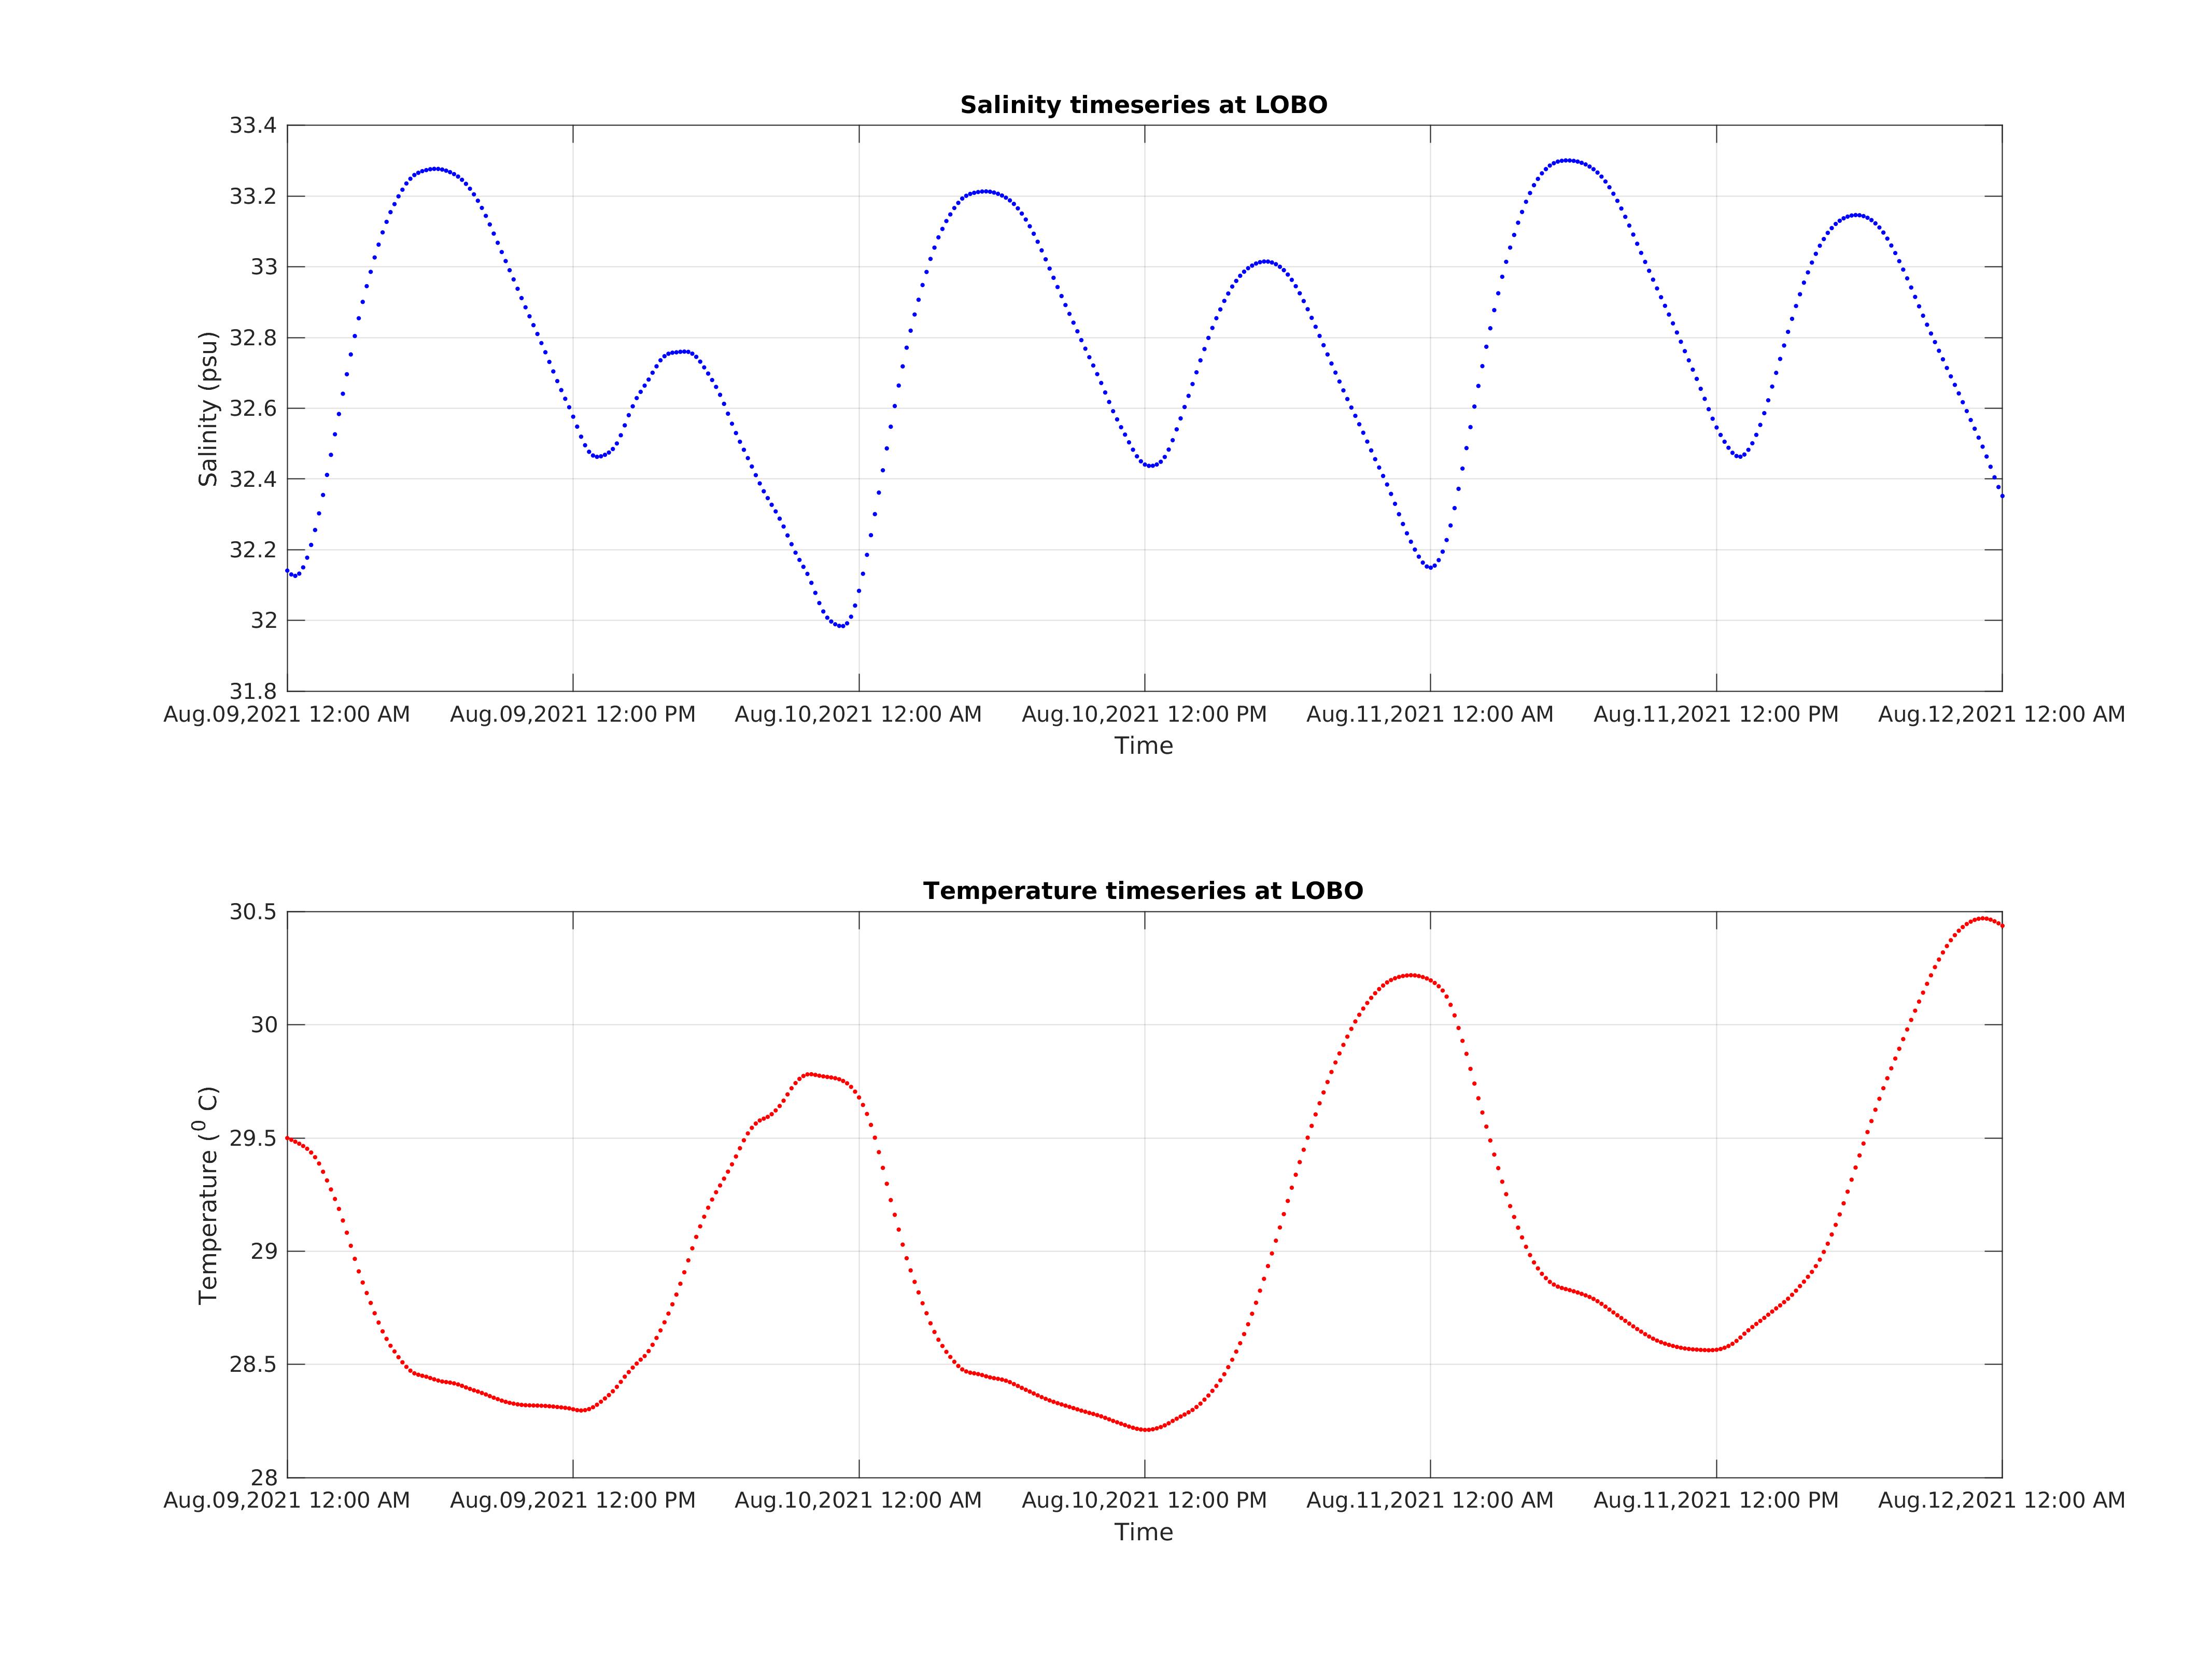 Salinity timeseries at LOBO
33.4
33.2
33
32.8
32.6
32.4
32.2
32
31.8
Salinity (psu)
Aug.09,2021 12:00 AM Aug.09,2021 12:00 PM Aug.10,2021 12:00 AM Aug.10,2021 12:00 PM Aug.11,2021 12:00 AM Aug.11,2021 12:00 PM Aug.12,2021 12:00 AM
Time
Temperature timeseries at LOBO
30.5
30
29.5
29
28.5
28
Temperature (⁰ C)
Aug.09,2021 12:00 AM Aug.09,2021 12:00 PM Aug.10,2021 12:00 AM Aug.10,2021 12:00 PM Aug.11,2021 12:00 AM Aug.11,2021 12:00 PM Aug.12,2021 12:00 AM
Time